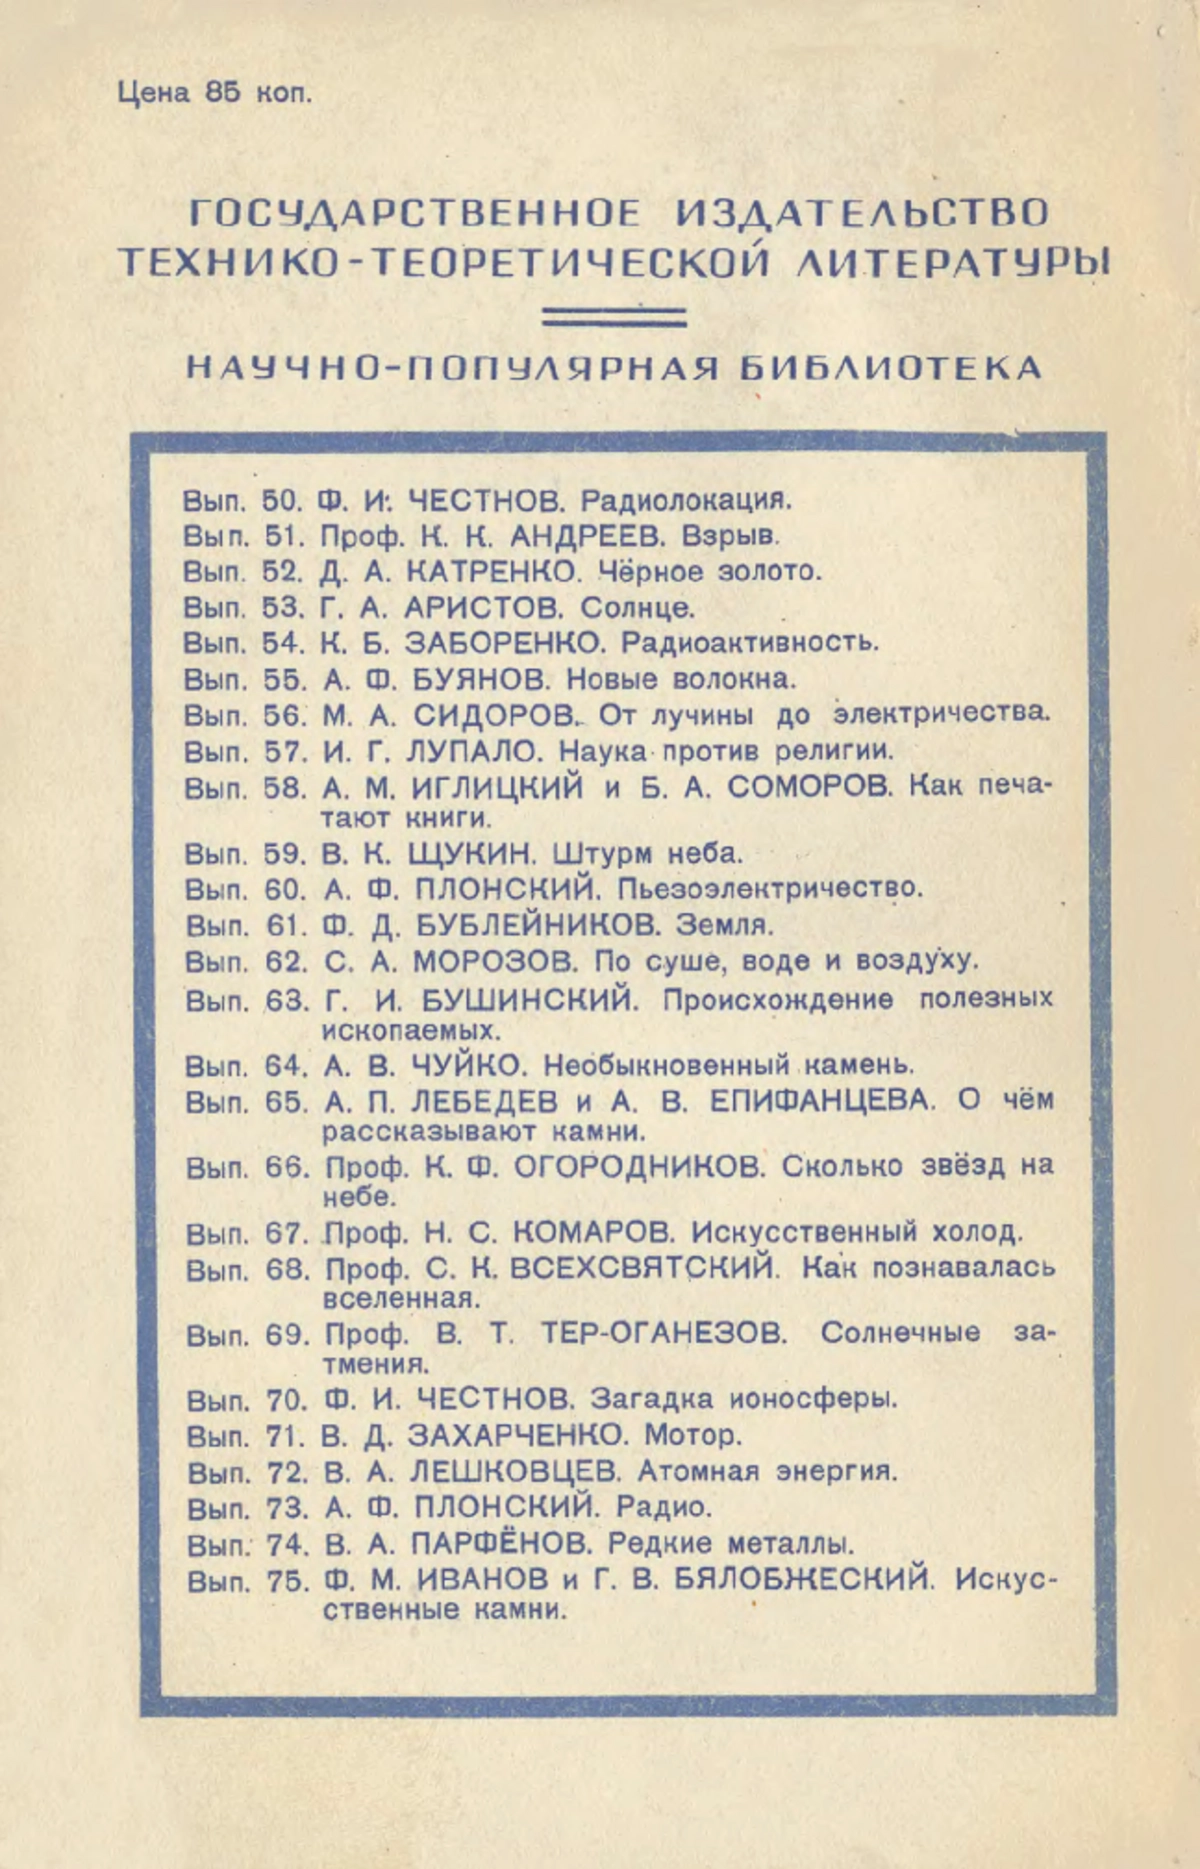 Цена 85 коп.
ГОСУДАРСТВЕННОЕ ИЗДАТЕЛЬСТВО
ТЕХНИКО-ТЕОРЕТИЧЕСКОЙ ЛИТЕРАТУРЫ
НАУЧНО-ПОПУЛЯРНАЯ БИБЛИОТЕКА
Вып. 50. Ф. И. ЧЕСТНОВ. Радиолокация.
Вып. 51. Проф. К. К. АНДРЕЕВ. Взрыв.
Вып. 52. Д. А. КАТРЕНКО. Чёрное золото.
Вып. 53. Г. А. АРИСТОВ. Солнце.
Вып. 54. К. Б. ЗАБОРЕНКО. Радиоактивность.
Вып. 55. А. Ф. БУЯНОВ. Новые волокна.
Вып. 56. М. А. СИДОРОВ. От лучины до электричества.
Вып. 57. И. Г. ЛУПАЛО. Наука против религии.
Вып. 58. А. М. ИГЛИЦКИЙ и Б. А. СОМОРОВ. Как печа-
тают книги.
Вып. 59. В. К. ЩУКИН. Штурм неба.
Вып. 60. А. Ф. ПЛОНСКИЙ. Пьезоэлектричество.
Вып. 61. Ф. Д. БУБЛЕЙНИКОВ. Земля.
Вып. 62. С. А. МОРОЗОВ. По суше, воде и воздуху.
Вып. 63. Г. И. БУШИНСКИЙ. Происхождение полезных
ископаемых.
Вып. 64. А. В. ЧУЙКО. Необыкновенный камень.
Вып. 65. А. П. ЛЕБЕДЕВ и А. В. ЕПИФАНЦЕВА. О чём
рассказывают камни.
Вып. 66. Проф. К. Ф. ОГОРОДНИКОВ. Сколько звёзд на
небе.
Вып. 67. Проф. Н. С. КОМАРОВ. Искусственный холод.
Вып. 68. Проф. С. К. ВСЕХСВЯТСКИЙ. Как познавалась
вселенная.
Вып. 69. Проф. В. Т. ТЕР-ОГАНЕЗОВ. Солнечные за-
тмения.
Вып. 70. Ф. И. ЧЕСТНОВ. Загадка ионосферы.
Вып. 71. В. Д. ЗАХАРЧЕНКО. Мотор.
Вып. 72. В. А. ЛЕШКОВЦЕВ. Атомная энергия.
Вып. 73. А. Ф. ПЛОНСКИЙ. Радио.
Вып. 74. В. А. ПАРФЁНОВ. Редкие металлы.
Вып. 75. Ф. М. ИВАНОВ и Г. В. БЯЛОБЖЕСКИЙ. Искус-
ственные камни.